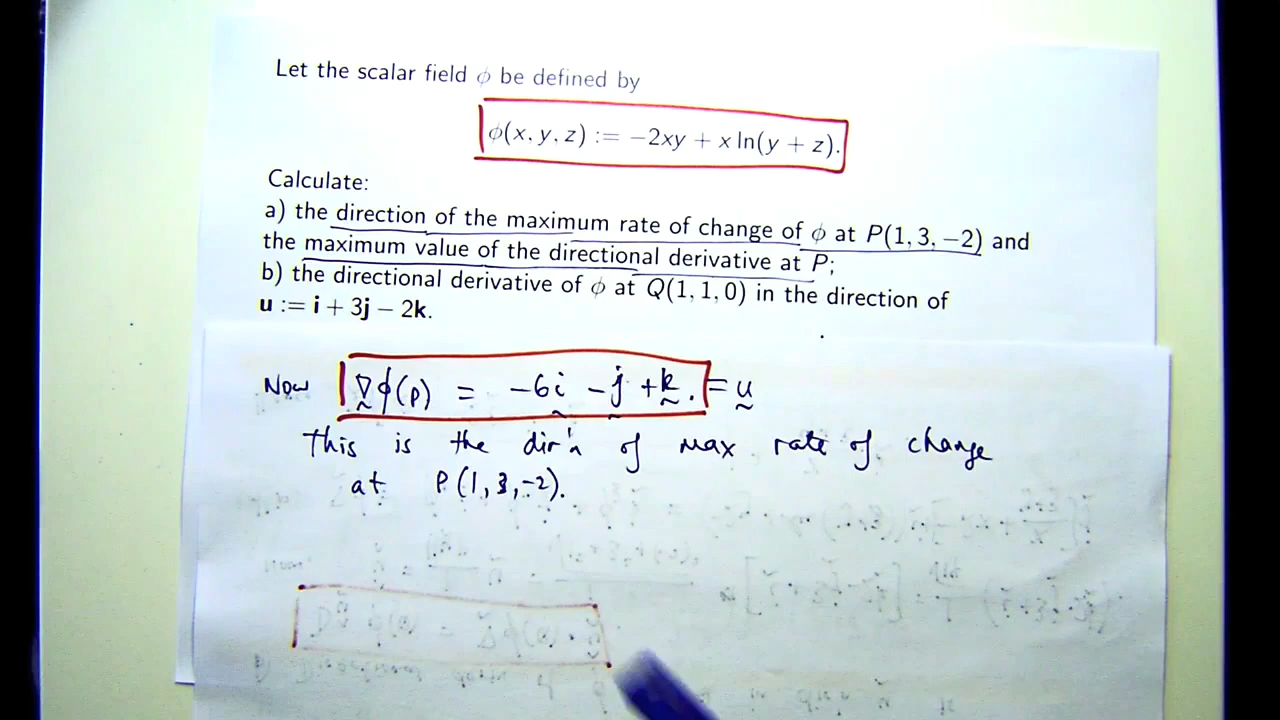 Let the scalar field ϕ be defined by
ϕ(x, y, z) := −2xy + x ln(y + z).
Calculate:
a) the direction of the maximum rate of change of ϕ at P(1, 3, −2) and
the maximum value of the directional derivative at P;
b) the directional derivative of ϕ at Q(1, 1, 0) in the direction of
u := i + 3j − 2k.
Now ∇ϕ(P) = −6i − j + k. = u
This is the dir'n of max rate of change
at P(1, 3, −2).